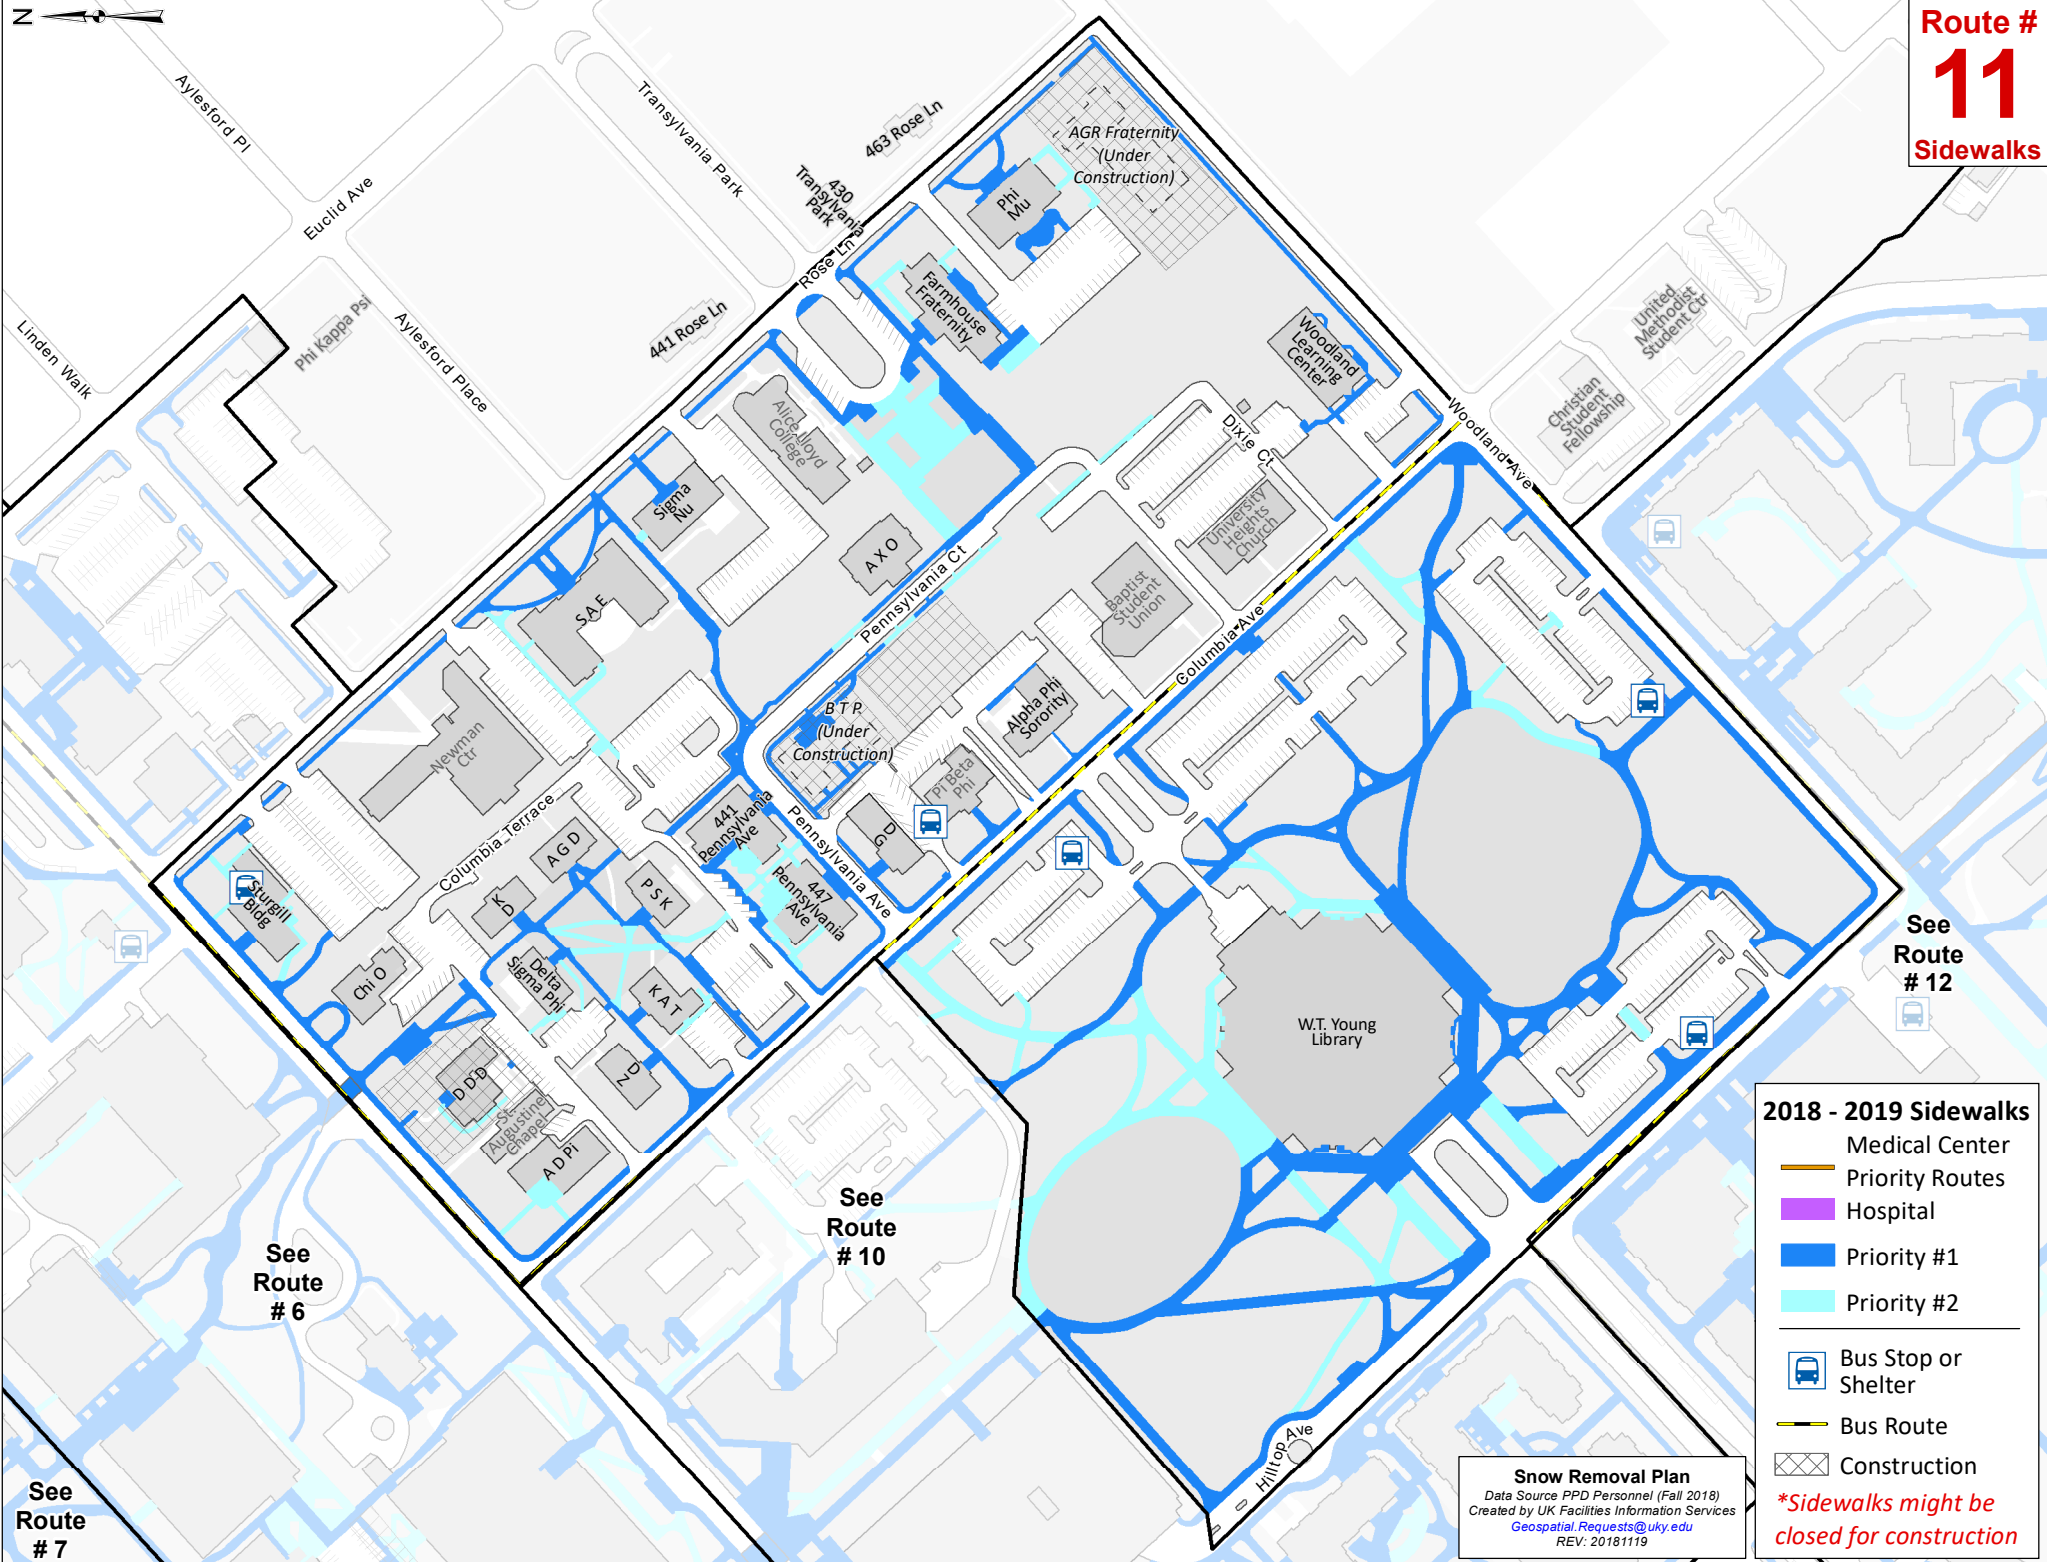 N
Route #
11
Sidewalks
Aylesford Pl
Transylvania Park
463 Rose Ln
AGR Fraternity
(Under
Construction)
430
Transylvania
Park
Euclid Ave
Phi
Mu
Rose Ln
Linden Walk
Phi Kappa Psi
Aylesford Place
441 Rose Ln
Farmhouse
Fraternity
Woodland
Learning
Center
United
Methodist
Student Ctr
Christian
Student
Fellowship
Alice Lloyd
College
Dixie Ct
Woodland Ave
Sigma
Nu
University
Heights
Church
A X O
Pennsylvania Ct
Baptist
Student
Union
S A E
Columbia Ave
Newman
Ctr
B T P
(Under
Construction)
Alpha Phi
Sorority
Pi Beta
Phi
Columbia Terrace
441
Pennsylvania
Ave
Pennsylvania Ave
D
G
A G D
P S K
K
D
447
Pennsylvania
Ave
Sturgill
Bldg
Chi O
Delta
Sigma Phi
K A T
W.T. Young
Library
D D D
D
Z
St.
Augustine
Chapel
A D Pi
See
Route
# 12
See
Route
# 10
See
Route
# 6
See
Route
# 7
Hilltop Ave
2018 - 2019 Sidewalks
Medical Center
Priority Routes
Hospital
Priority #1
Priority #2
Bus Stop or
Shelter
Bus Route
Construction
*Sidewalks might be
closed for construction
Snow Removal Plan
Data Source PPD Personnel (Fall 2018)
Created by UK Facilities Information Services
Geospatial.Requests@uky.edu
REV: 20181119